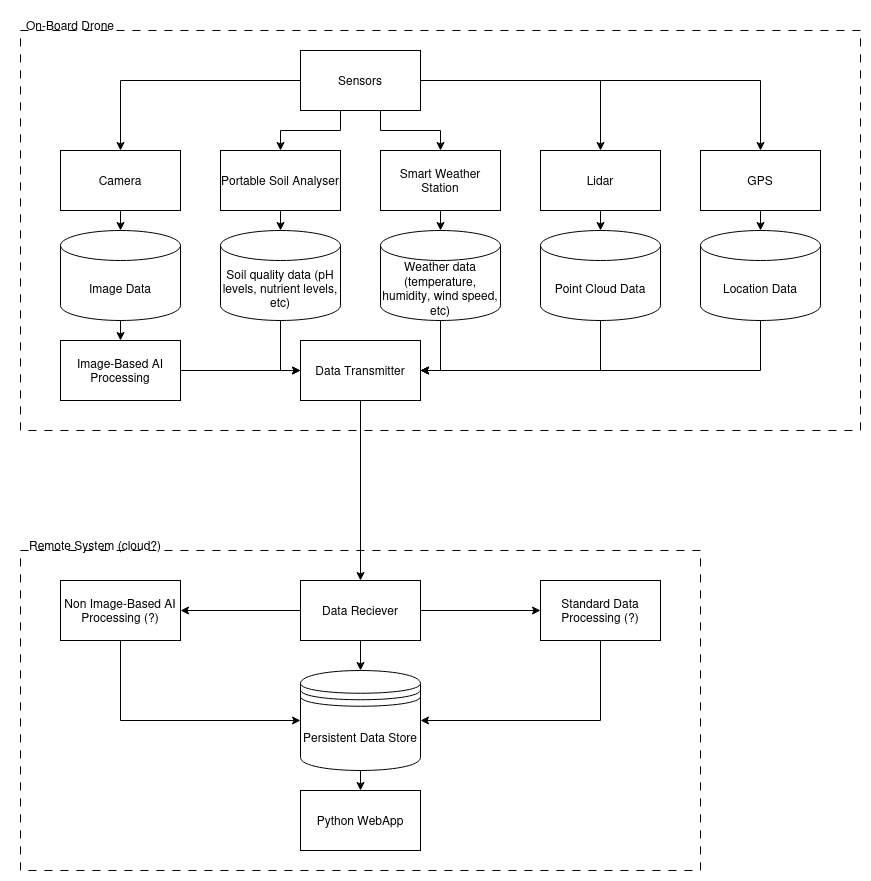 On-Board Drone
Sensors
Camera
Portable Soil Analyser
Smart Weather
Station
Lidar
GPS
Image Data
Soil quality data (pH
levels, nutrient levels,
etc)
Weather data
(temperature,
humidity, wind speed,
etc)
Point Cloud Data
Location Data
Image-Based AI
Processing
Data Transmitter
Remote System (cloud?)
Non Image-Based AI
Processing (?)
Data Reciever
Standard Data
Processing (?)
Persistent Data Store
Python WebApp